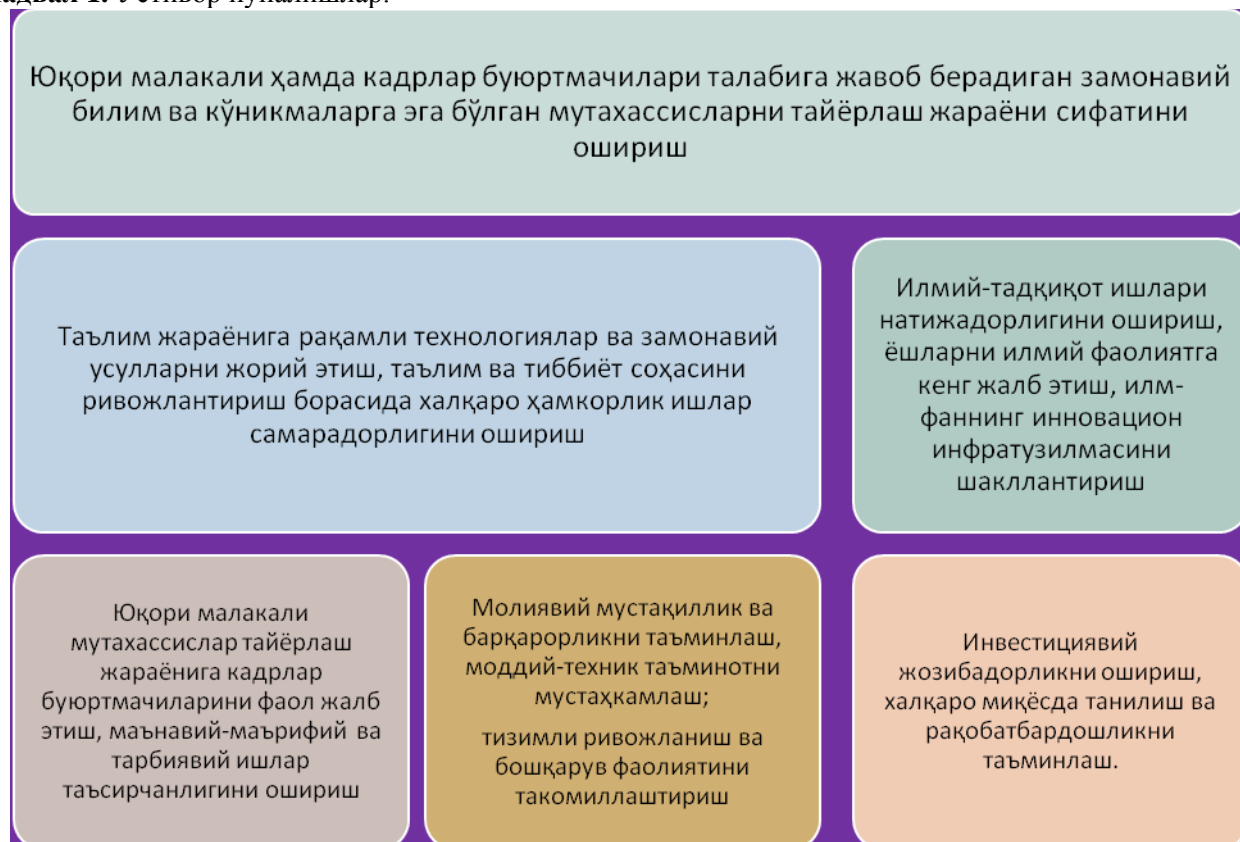 Юқори малакали ҳамда кадрлар буюртмачилари талабига жавоб берадиган замонавий
билим ва кўникмаларга эга бўлган мутахассисларни тайёрлаш жараёни сифатини
ошириш
Таълим жараёнига рақамли технологиялар ва замонавий
усулларни жорий этиш, таълим ва тиббиёт соҳасини
ривожлантириш борасида халқаро ҳамкорлик ишлар
самарадорлигини ошириш
Илмий-тадқиқот ишлари
натижадорлигини ошириш,
ёшларни илмий фаолиятга
кенг жалб этиш, илм-
фаннинг инновацион
инфратузилмасини
шакллантириш
Юқори малакали
мутахассислар тайёрлаш
жараёнига кадрлар
буюртмачиларини фаол жалб
этиш, маънавий-маърифий ва
тарбиявий ишлар
таъсирчанлигини ошириш
Молиявий мустақиллик ва
барқарорликни таъминлаш,
моддий-техник таъминотни
мустаҳкамлаш;
тизимли ривожланиш ва
бошқарув фаолиятини
такомиллаштириш
Инвестициявий
жозибадорликни ошириш,
халқаро миқёсда танилиш ва
рақобатбардошликни
таъминлаш.